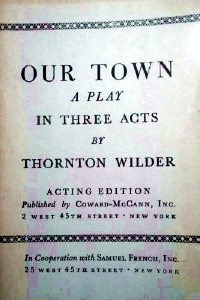 OUR TOWN
A PLAY
IN THREE ACTS
BY
THORNTON WILDER
ACTING EDITION
Published by COWARD-MCCANN, INC.
2 WEST 45TH STREET · NEW YORK
In Cooperation with SAMUEL FRENCH, INC.
25 WEST 45TH STREET · NEW YORK